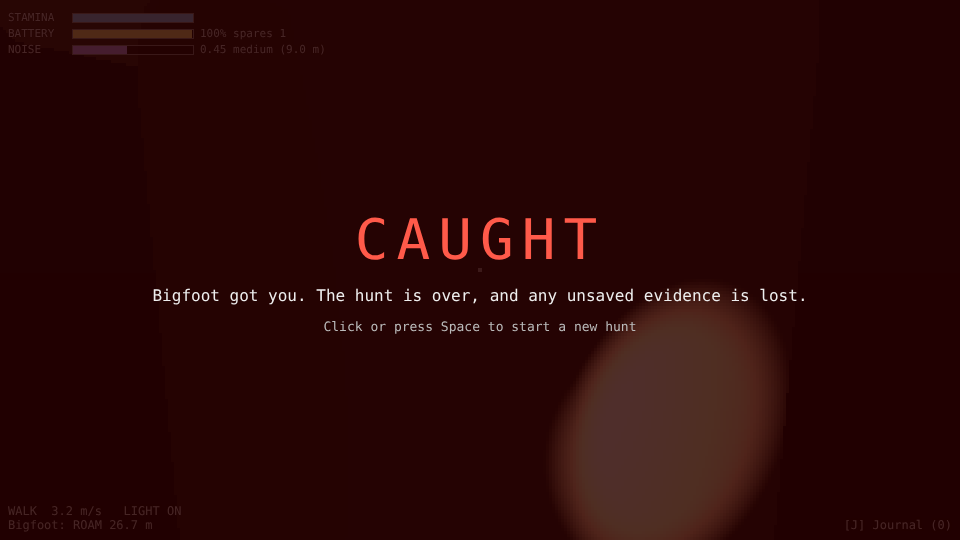 STAMINA
BATTERY 100% spares 1
NOISE 0.45 medium (9.0 m)
CAUGHT
Bigfoot got you. The hunt is over, and any unsaved evidence is lost.
Click or press Space to start a new hunt
WALK 3.2 m/s LIGHT ON
Bigfoot: ROAM 26.7 m
[J] Journal (0)